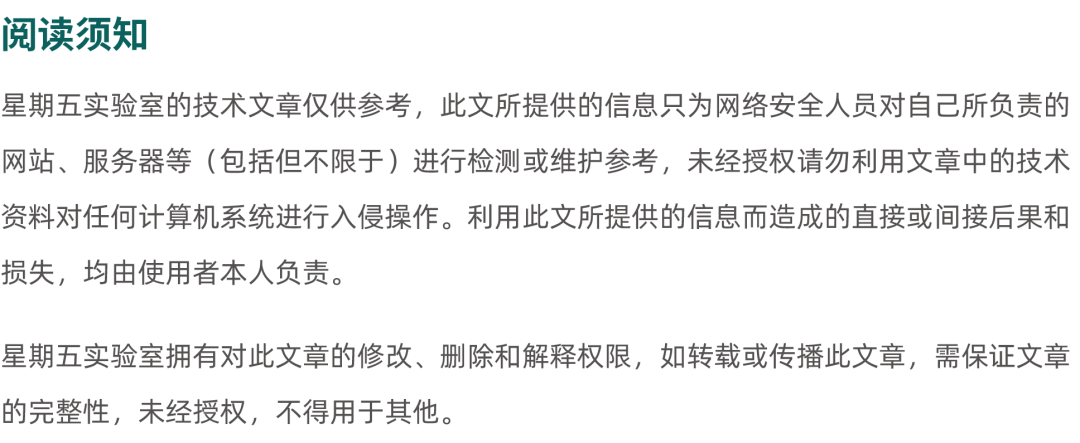 阅读须知
星期五实验室的技术文章仅供参考，此文所提供的信息只为网络安全人员对自己所负责的
网站、服务器等（包括但不限于）进行检测或维护参考，未经授权请勿利用文章中的技术
资料对任何计算机系统进行入侵操作。利用此文所提供的信息而造成的直接或间接后果和
损失，均由使用者本人负责。
星期五实验室拥有对此文章的修改、删除和解释权限，如转载或传播此文章，需保证文章
的完整性，未经授权，不得用于其他。